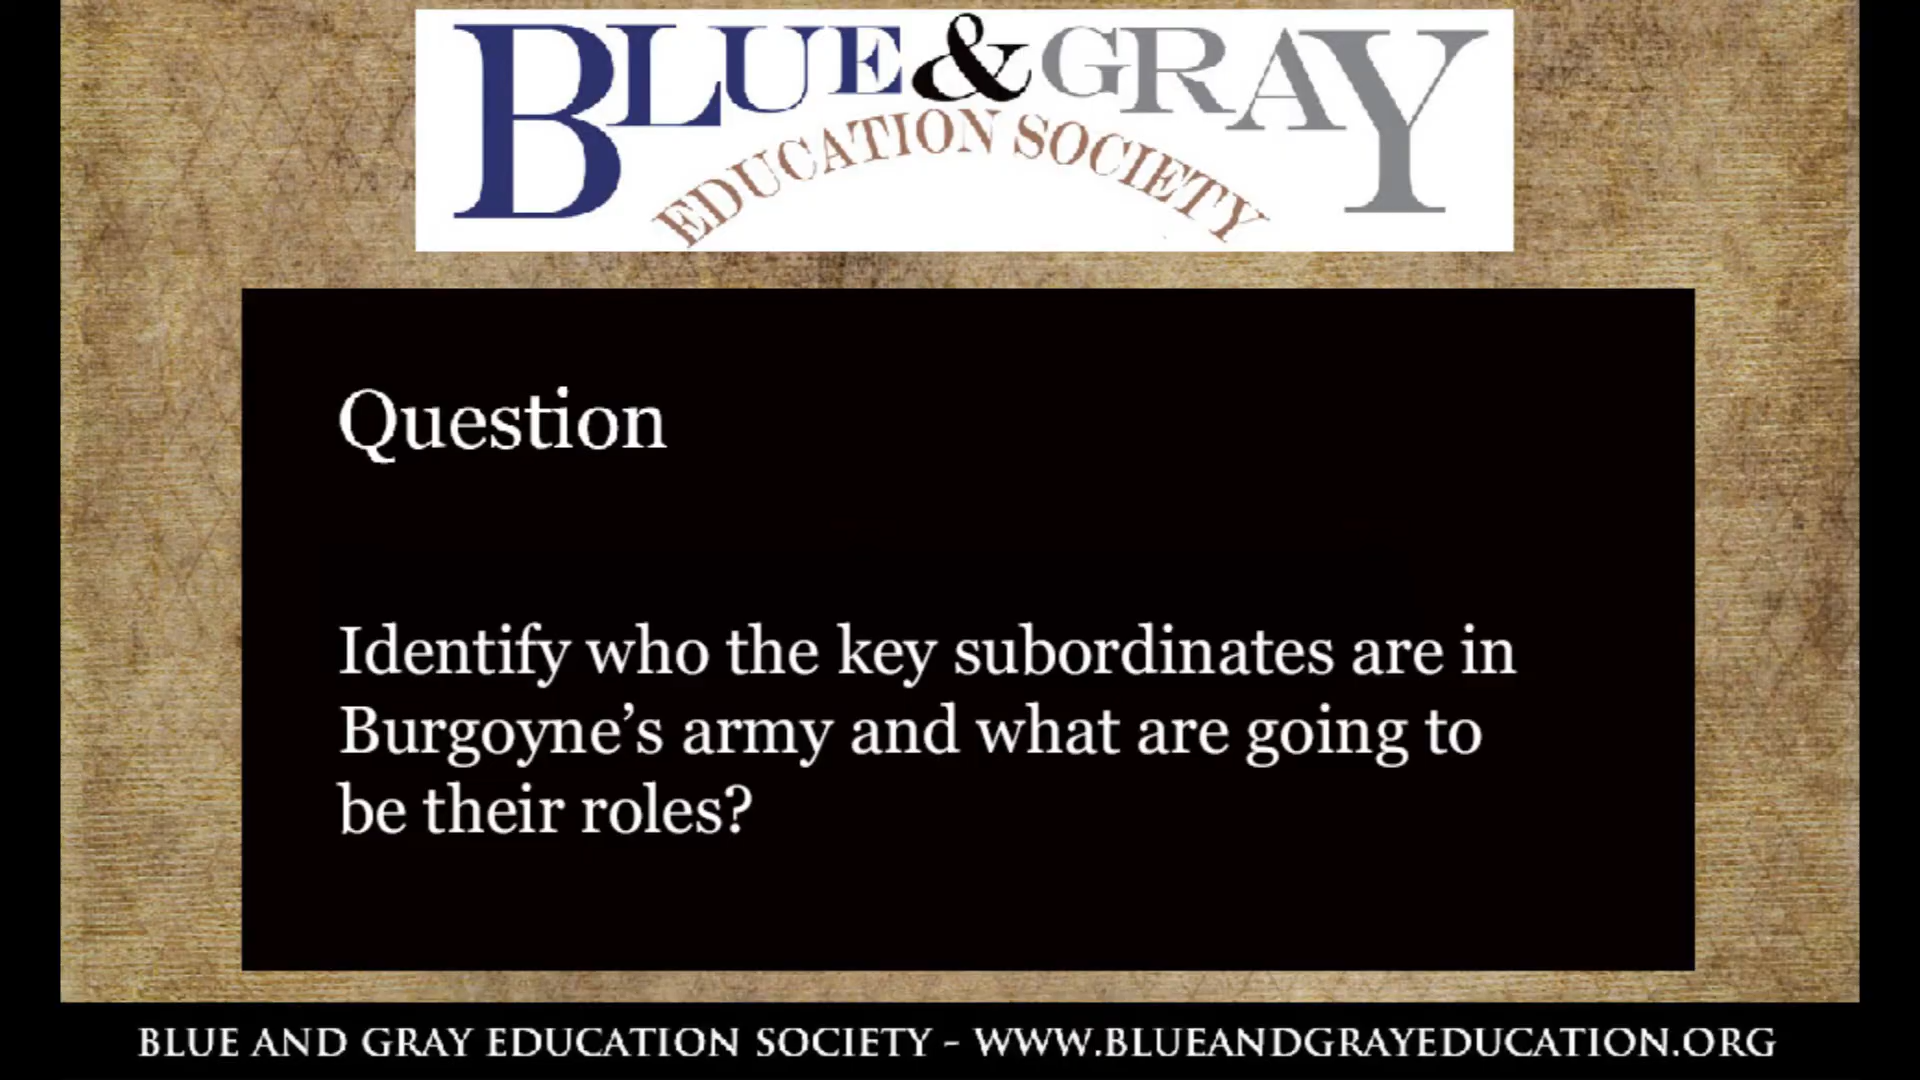 BLUE & GRAY
EDUCATION SOCIETY
Question
Identify who the key subordinates are in
Burgoyne’s army and what are going to
be their roles?
BLUE AND GRAY EDUCATION SOCIETY - WWW.BLUEANDGRAYEDUCATION.ORG